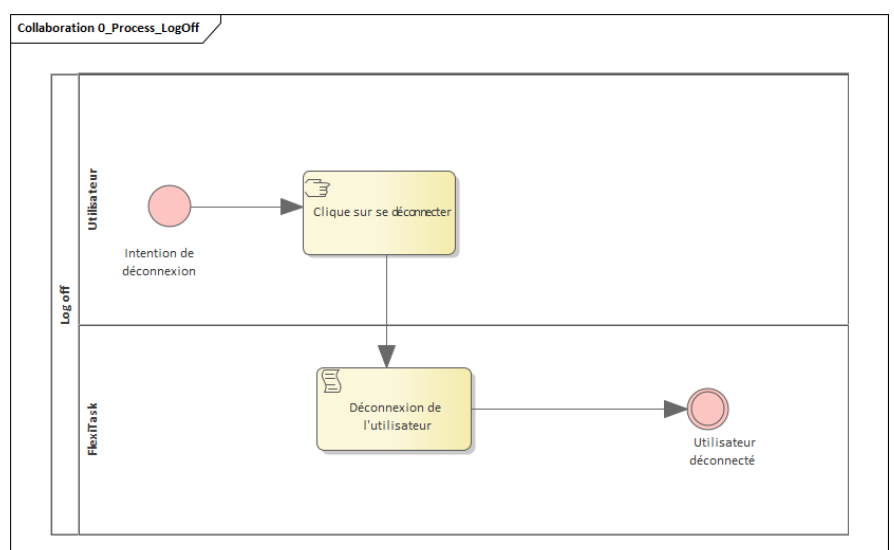 Collaboration 0_Process_LogOff
Log off
Utilisateur
Intention de
déconnexion
Clique sur se déconnecter
FlexiTask
Déconnexion de
l'utilisateur
Utilisateur
déconnecté